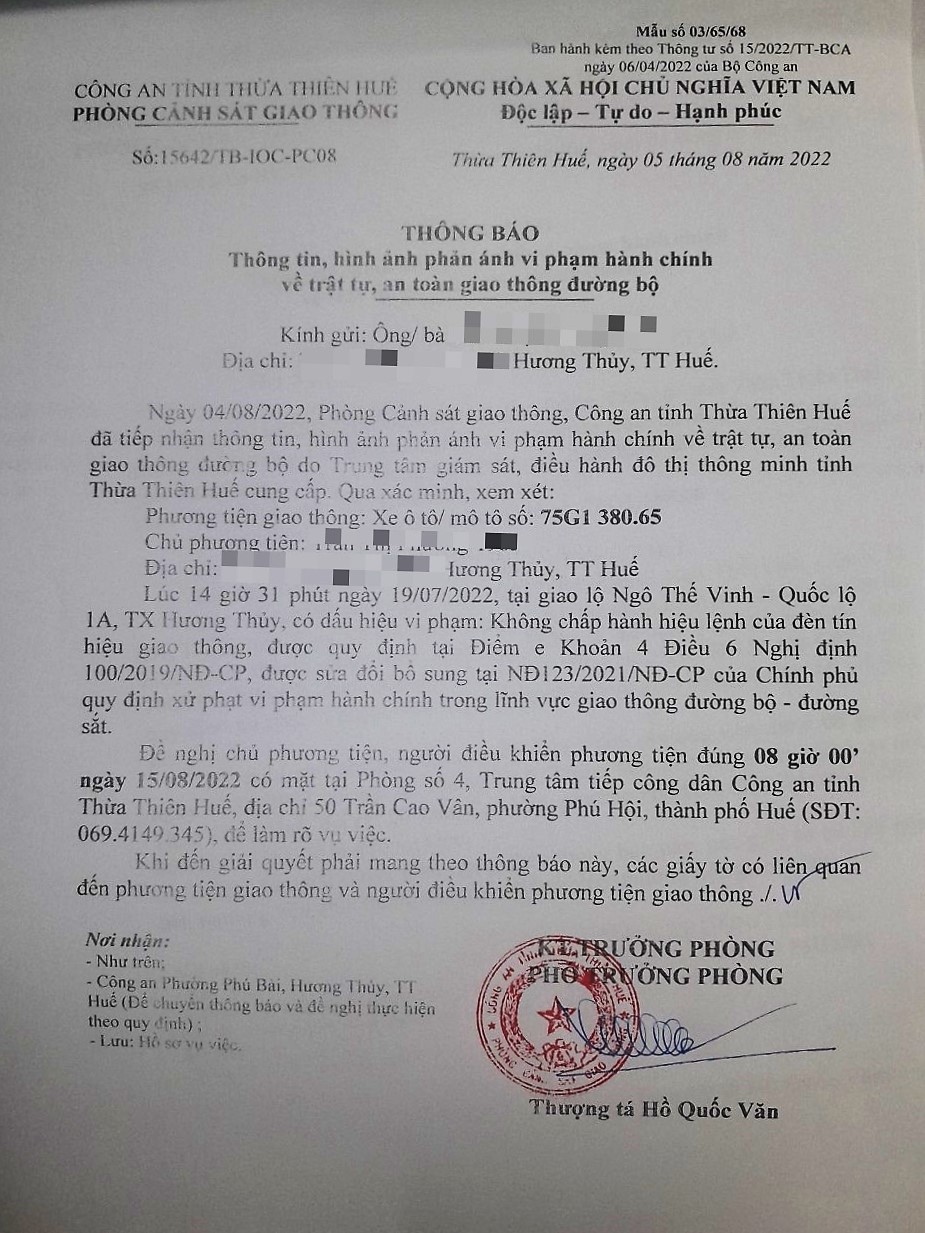 Mẫu số 03/65/68
Ban hành kèm theo Thông tư số 15/2022/TT-BCA
ngày 06/04/2022 của Bộ Công an
CÔNG AN TỈNH THỪA THIÊN HUẾ
PHÒNG CẢNH SÁT GIAO THÔNG
CỘNG HÒA XÃ HỘI CHỦ NGHĨA VIỆT NAM
Độc lập – Tự do – Hạnh phúc
Số:15642/TB-IOC-PC08
Thừa Thiên Huế, ngày 05 tháng 08 năm 2022
THÔNG BÁO
Thông tin, hình ảnh phản ánh vi phạm hành chính
về trật tự, an toàn giao thông đường bộ
Kính gửi: Ông/ bà
Địa chỉ: Hương Thủy, TT Huế.
Ngày 04/08/2022, Phòng Cảnh sát giao thông, Công an tỉnh Thừa Thiên Huế
đã tiếp nhận thông tin, hình ảnh phản ánh vi phạm hành chính về trật tự, an toàn
giao thông đường bộ do Trung tâm giám sát, điều hành đô thị thông minh tỉnh
Thừa Thiên Huế cung cấp. Qua xác minh, xem xét:
Phương tiện giao thông: Xe ô tô/ mô tô số: 75G1 380.65
Chủ phương tiện:
Địa chỉ: Hương Thủy, TT Huế
Lúc 14 giờ 31 phút ngày 19/07/2022, tại giao lộ Ngô Thế Vinh - Quốc lộ
1A, TX Hương Thủy, có dấu hiệu vi phạm: Không chấp hành hiệu lệnh của đèn tín
hiệu giao thông, được quy định tại Điểm e Khoản 4 Điều 6 Nghị định
100/2019/NĐ-CP, được sửa đổi bổ sung tại NĐ123/2021/NĐ-CP của Chính phủ
quy định xử phạt vi phạm hành chính trong lĩnh vực giao thông đường bộ - đường
sắt.
Đề nghị chủ phương tiện, người điều khiển phương tiện đúng 08 giờ 00’
ngày 15/08/2022 có mặt tại Phòng số 4, Trung tâm tiếp công dân Công an tỉnh
Thừa Thiên Huế, địa chỉ 50 Trần Cao Vân, phường Phú Hội, thành phố Huế (SĐT:
069.4149.345), để làm rõ vụ việc.
Khi đến giải quyết phải mang theo thông báo này, các giấy tờ có liên quan
đến phương tiện giao thông và người điều khiển phương tiện giao thông ./.
Nơi nhận:
- Như trên;
- Công an Phường Phú Bài, Hương Thủy, TT
Huế (Để chuyển thông báo và đề nghị thực hiện
theo quy định) ;
- Lưu: Hồ sơ vụ việc.
KT.TRƯỞNG PHÒNG
PHÓ TRƯỞNG PHÒNG
Thượng tá Hồ Quốc Văn